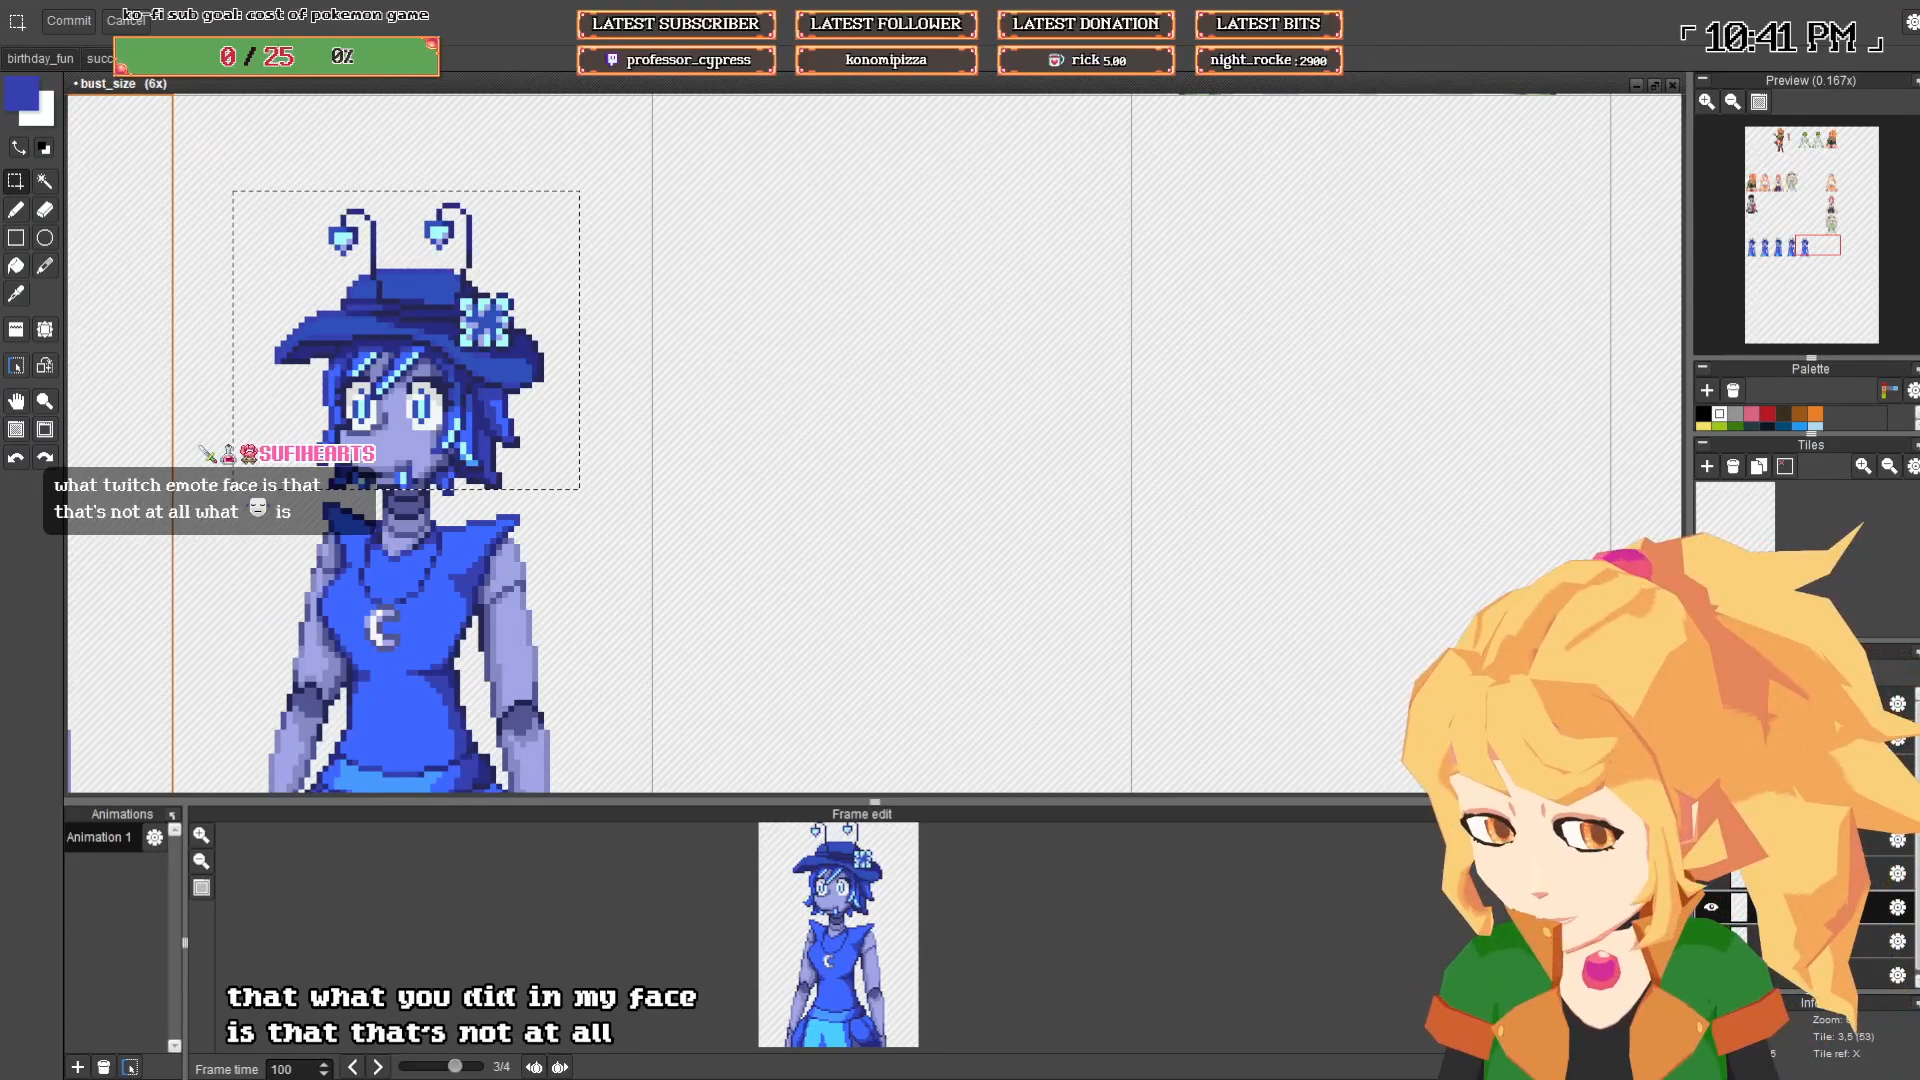 Commit
Cancel
ko-fi sub goal: cost of pokemon game
0 / 25 0%
LATEST SUBSCRIBER
LATEST FOLLOWER
LATEST DONATION
LATEST BITS
professor_cypress
konomipizza
rick 5.00
night_rocke :2900
10:41 PM
birthday_fun
succ
• bust_size (6x)
Preview (0.167x)
Palette
Tiles
SUFIHEARTS
what twitch emote face is that
that's not at all what is
Animations
Animation 1
Frame edit
that what you did in my face
is that that's not at all
Frame time 100
3/4
Zoom:
Tile: 3,5 (53)
Tile ref: X